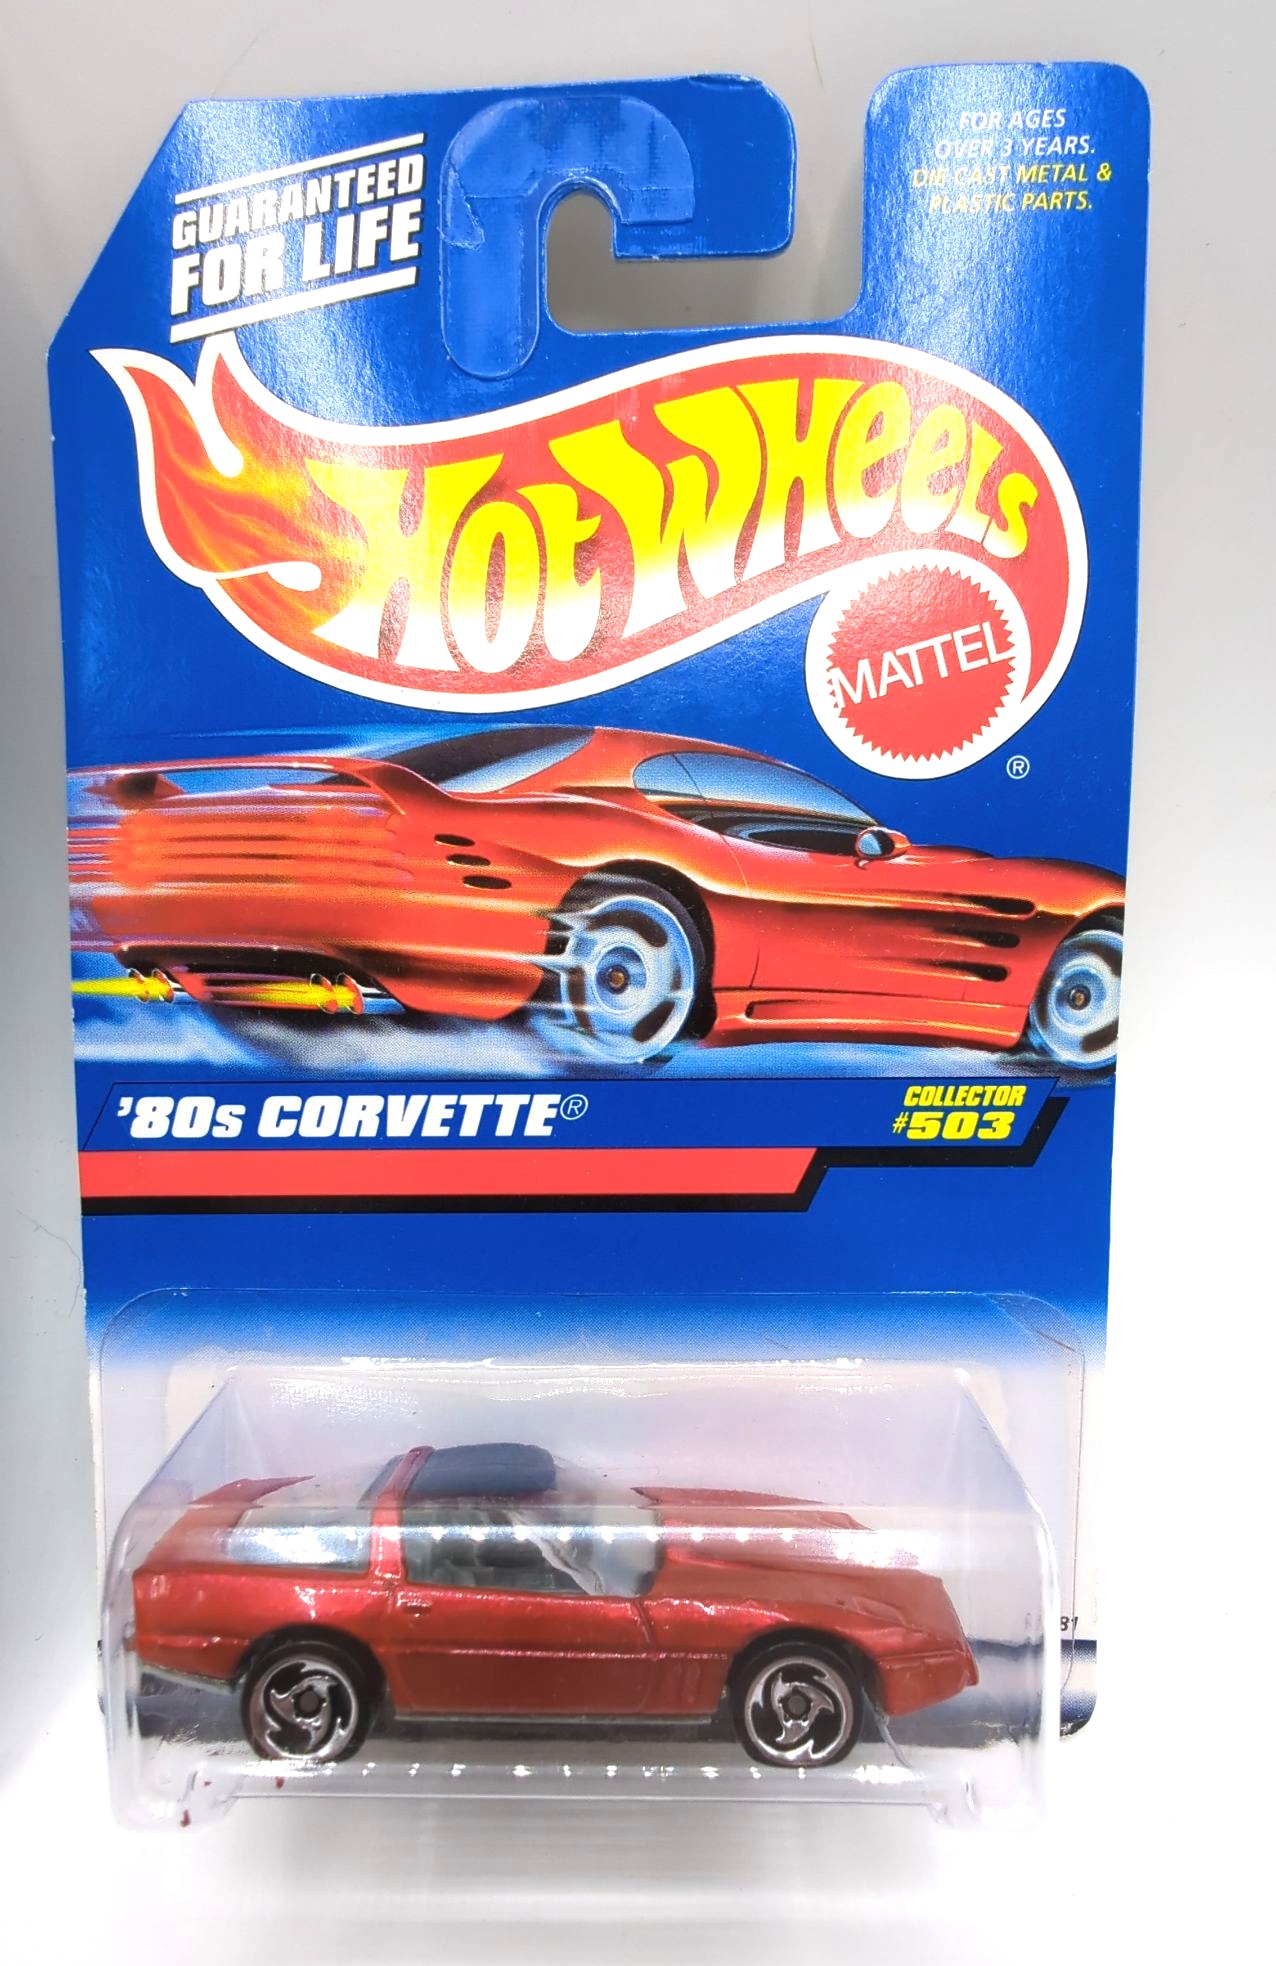 GUARANTEED
FOR LIFE
FOR AGES
OVER 3 YEARS.
DIE CAST METAL &
PLASTIC PARTS.
HOT WHEELS
MATTEL
®
'80s CORVETTE®
COLLECTOR
#503
81